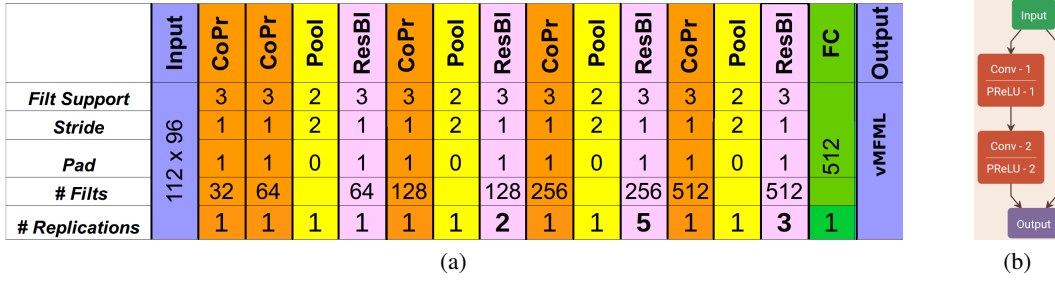 Input CoPr CoPr Pool ResBl CoPr Pool ResBl CoPr Pool ResBl CoPr Pool ResBl FC Output
Filt Support 3 3 2 3 3 2 3 3 2 3 3 2 3
Stride 1 1 2 1 1 2 1 1 2 1 1 2 1
Pad 1 1 0 1 1 0 1 1 0 1 1 0 1
# Filts 32 64 64 128 128 256 256 512 512
# Replications 1 1 1 1 1 1 2 1 1 5 1 1 3 1
112 x 96
512
vMFML
(a)
Input
Conv - 1
PReLU - 1
Conv - 2
PReLU - 2
Output
(b)